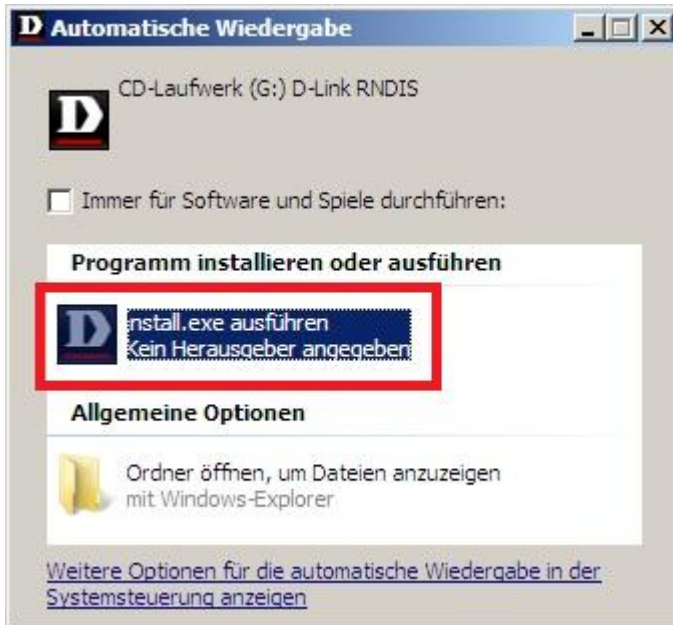 Automatische Wiedergabe
CD-Laufwerk (G:) D-Link RNDIS
Immer für Software und Spiele durchführen:
Programm installieren oder ausführen
nstall.exe ausführen
Kein Herausgeber angegeben
Allgemeine Optionen
Ordner öffnen, um Dateien anzuzeigen
mit Windows-Explorer
Weitere Optionen für die automatische Wiedergabe in der
Systemsteuerung anzeigen